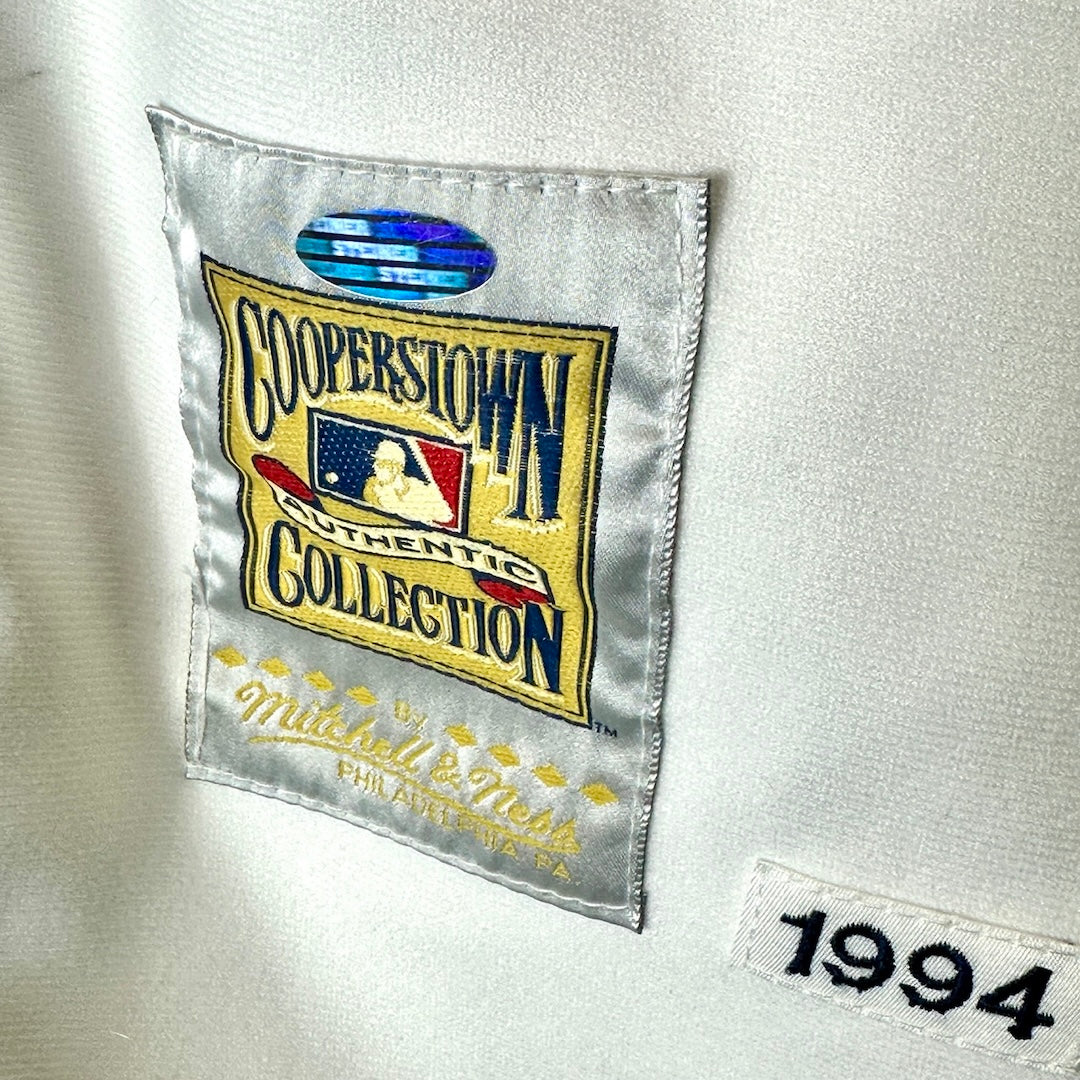 COOPERSTOWN
AUTHENTIC
COLLECTION
TM
BY
Mitchell & Ness
PHILADELPHIA PA.
1994